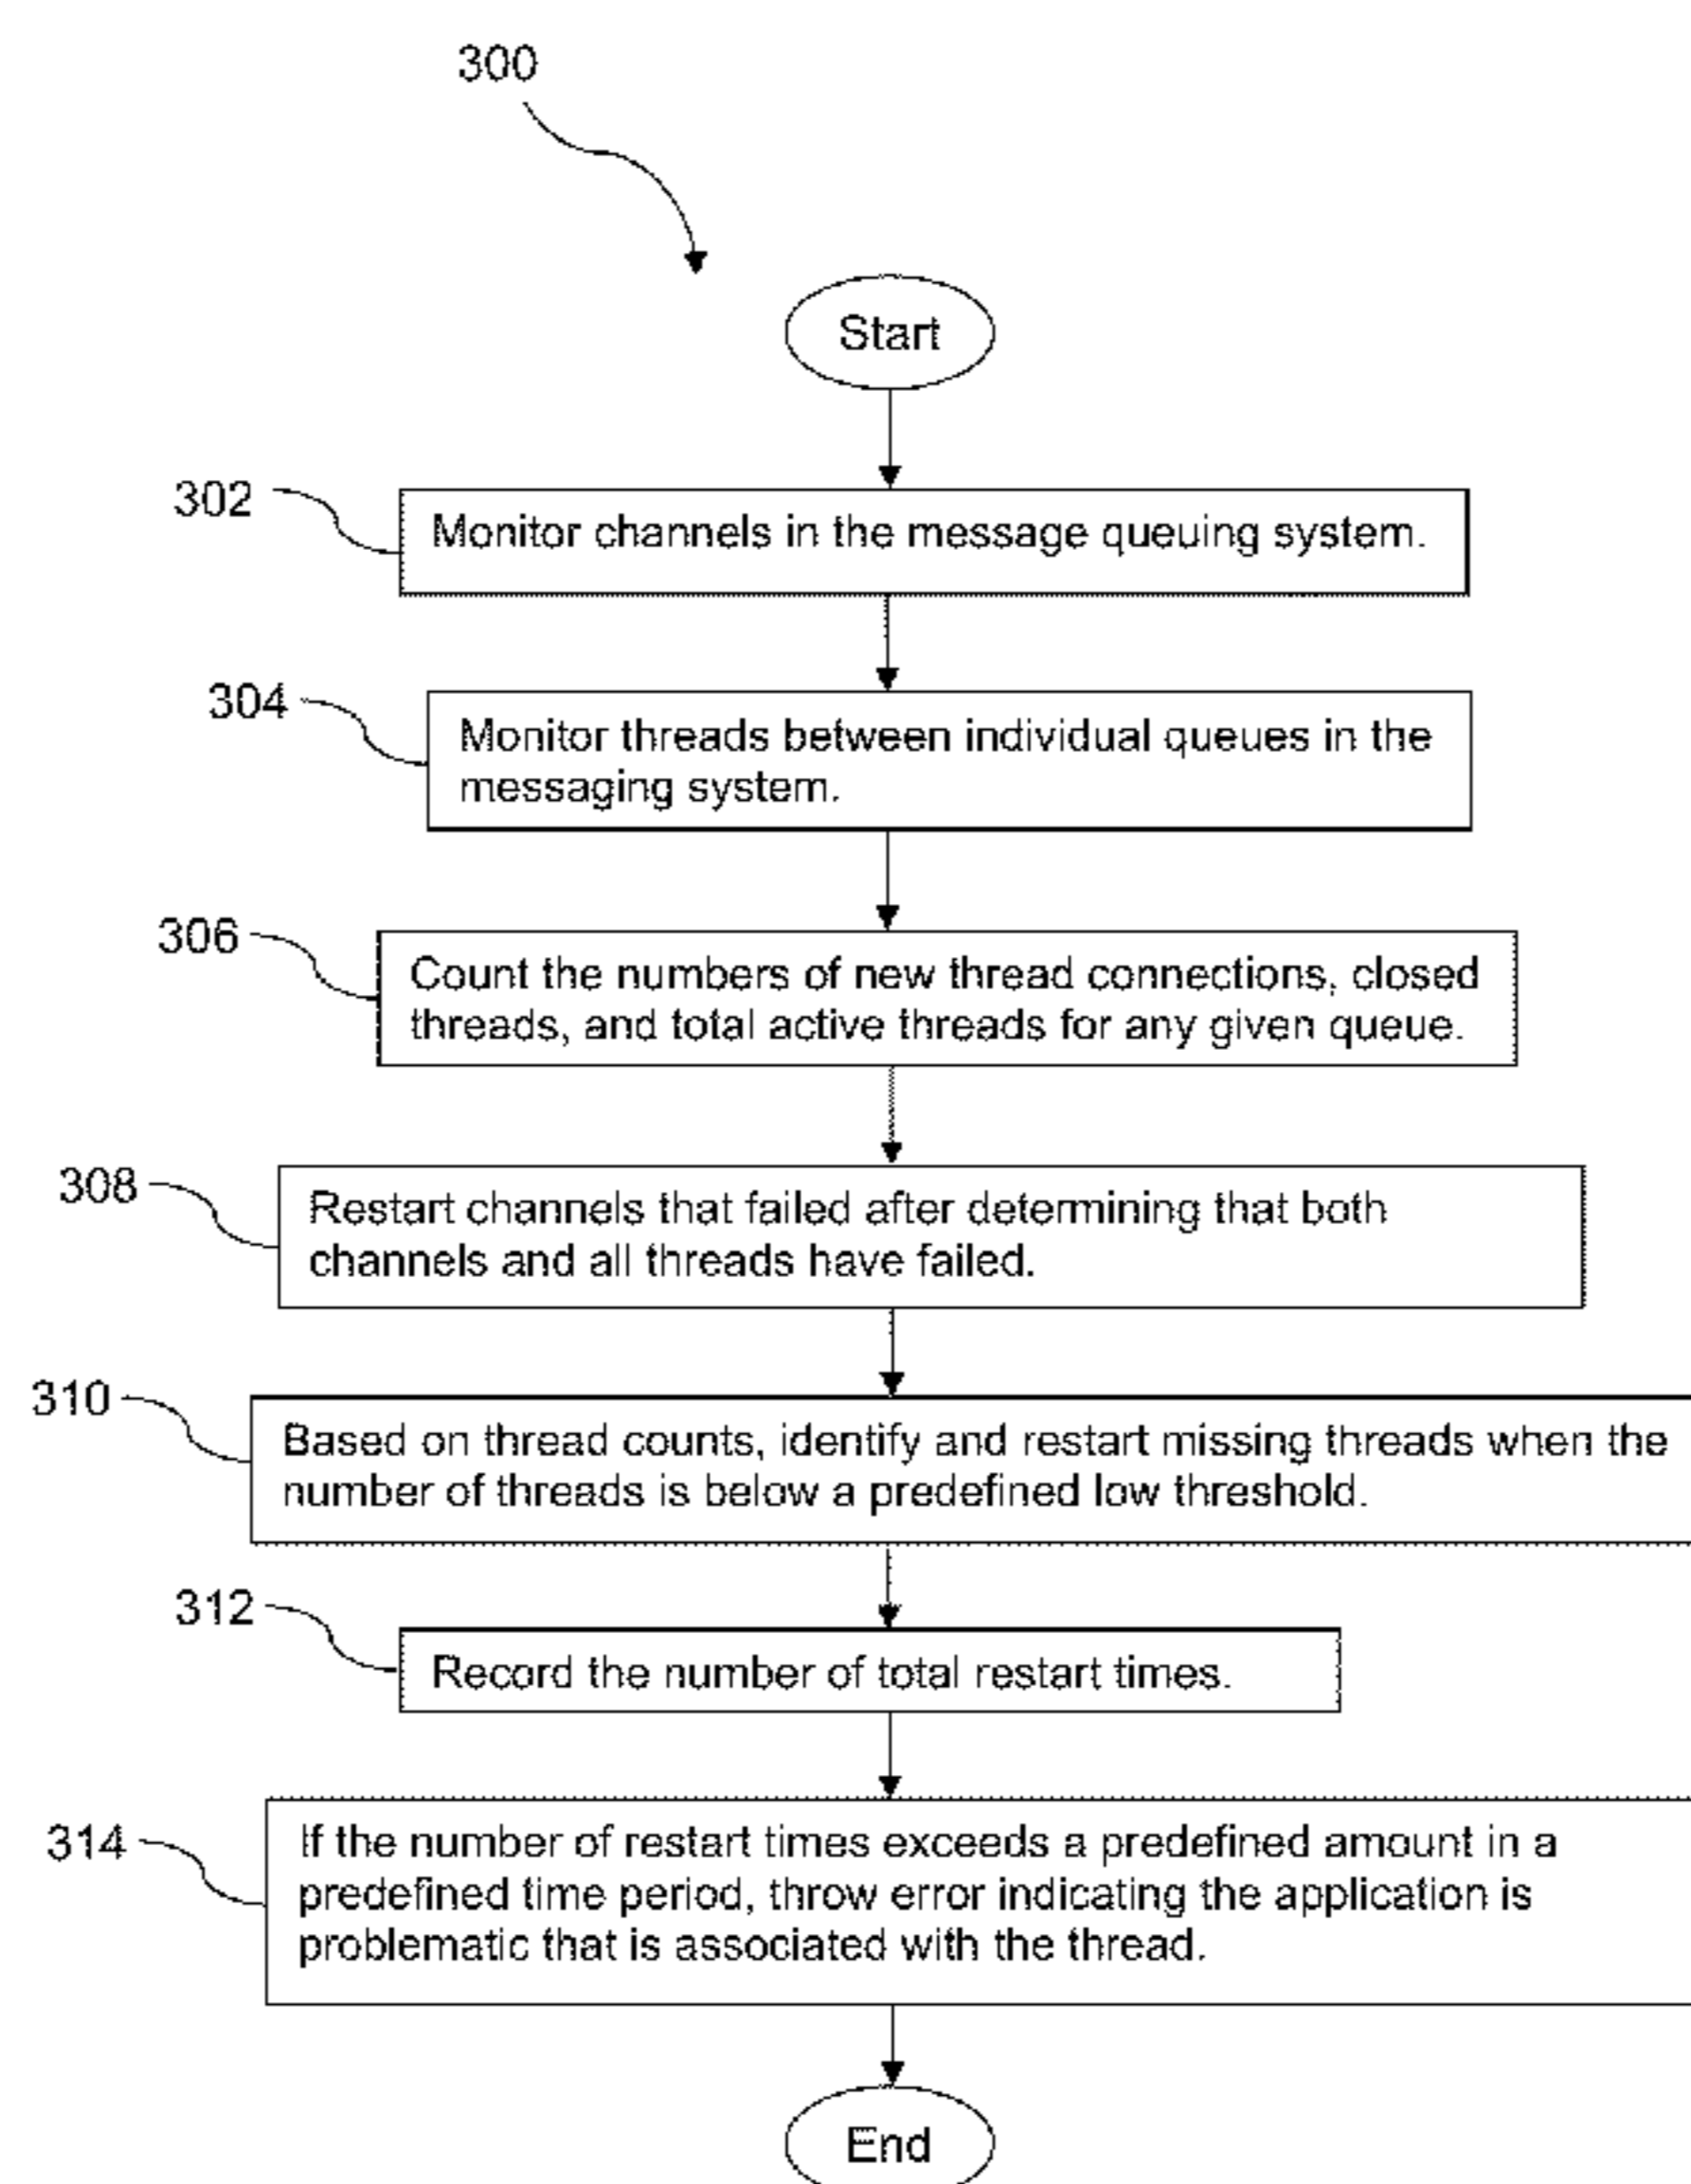 300
Start
302
Monitor channels in the message queuing system.
304
Monitor threads between individual queues in the
messaging system.
306
Count the numbers of new thread connections, closed
threads, and total active threads for any given queue.
308
Restart channels that failed after determining that both
channels and all threads have failed.
310
Based on thread counts, identify and restart missing threads when the
number of threads is below a predefined low threshold.
312
Record the number of total restart times.
314
If the number of restart times exceeds a predefined amount in a
predefined time period, throw error indicating the application is
problematic that is associated with the thread.
End